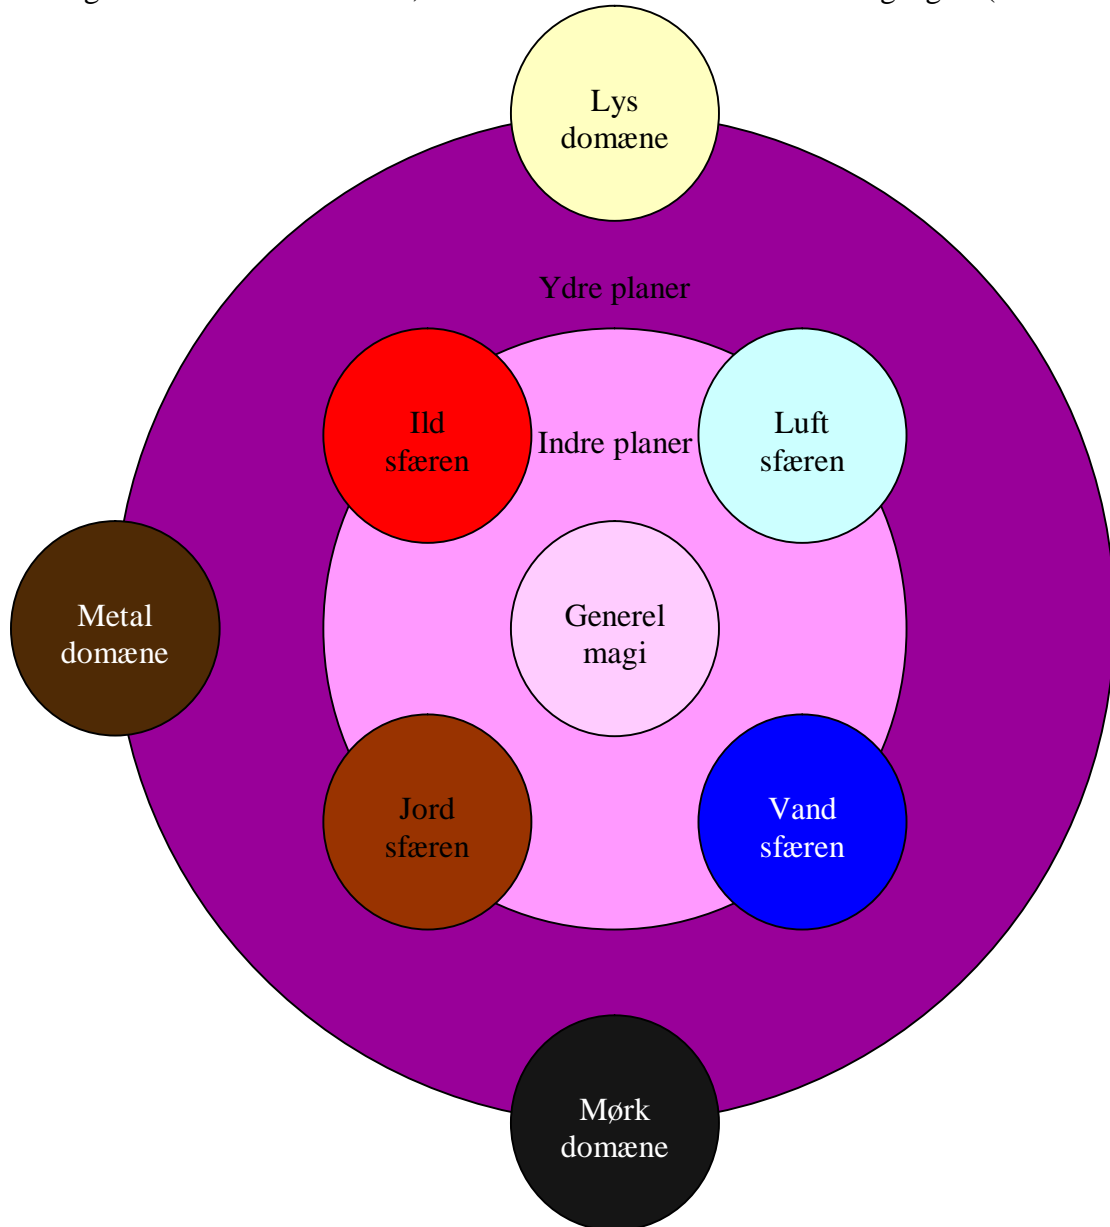 Lys
domæne
Ydre planer
Ild
sfæren
Indre planer
Luft
sfæren
Metal
domæne
Generel
magi
Jord
sfæren
Vand
sfæren
Mørk
domæne